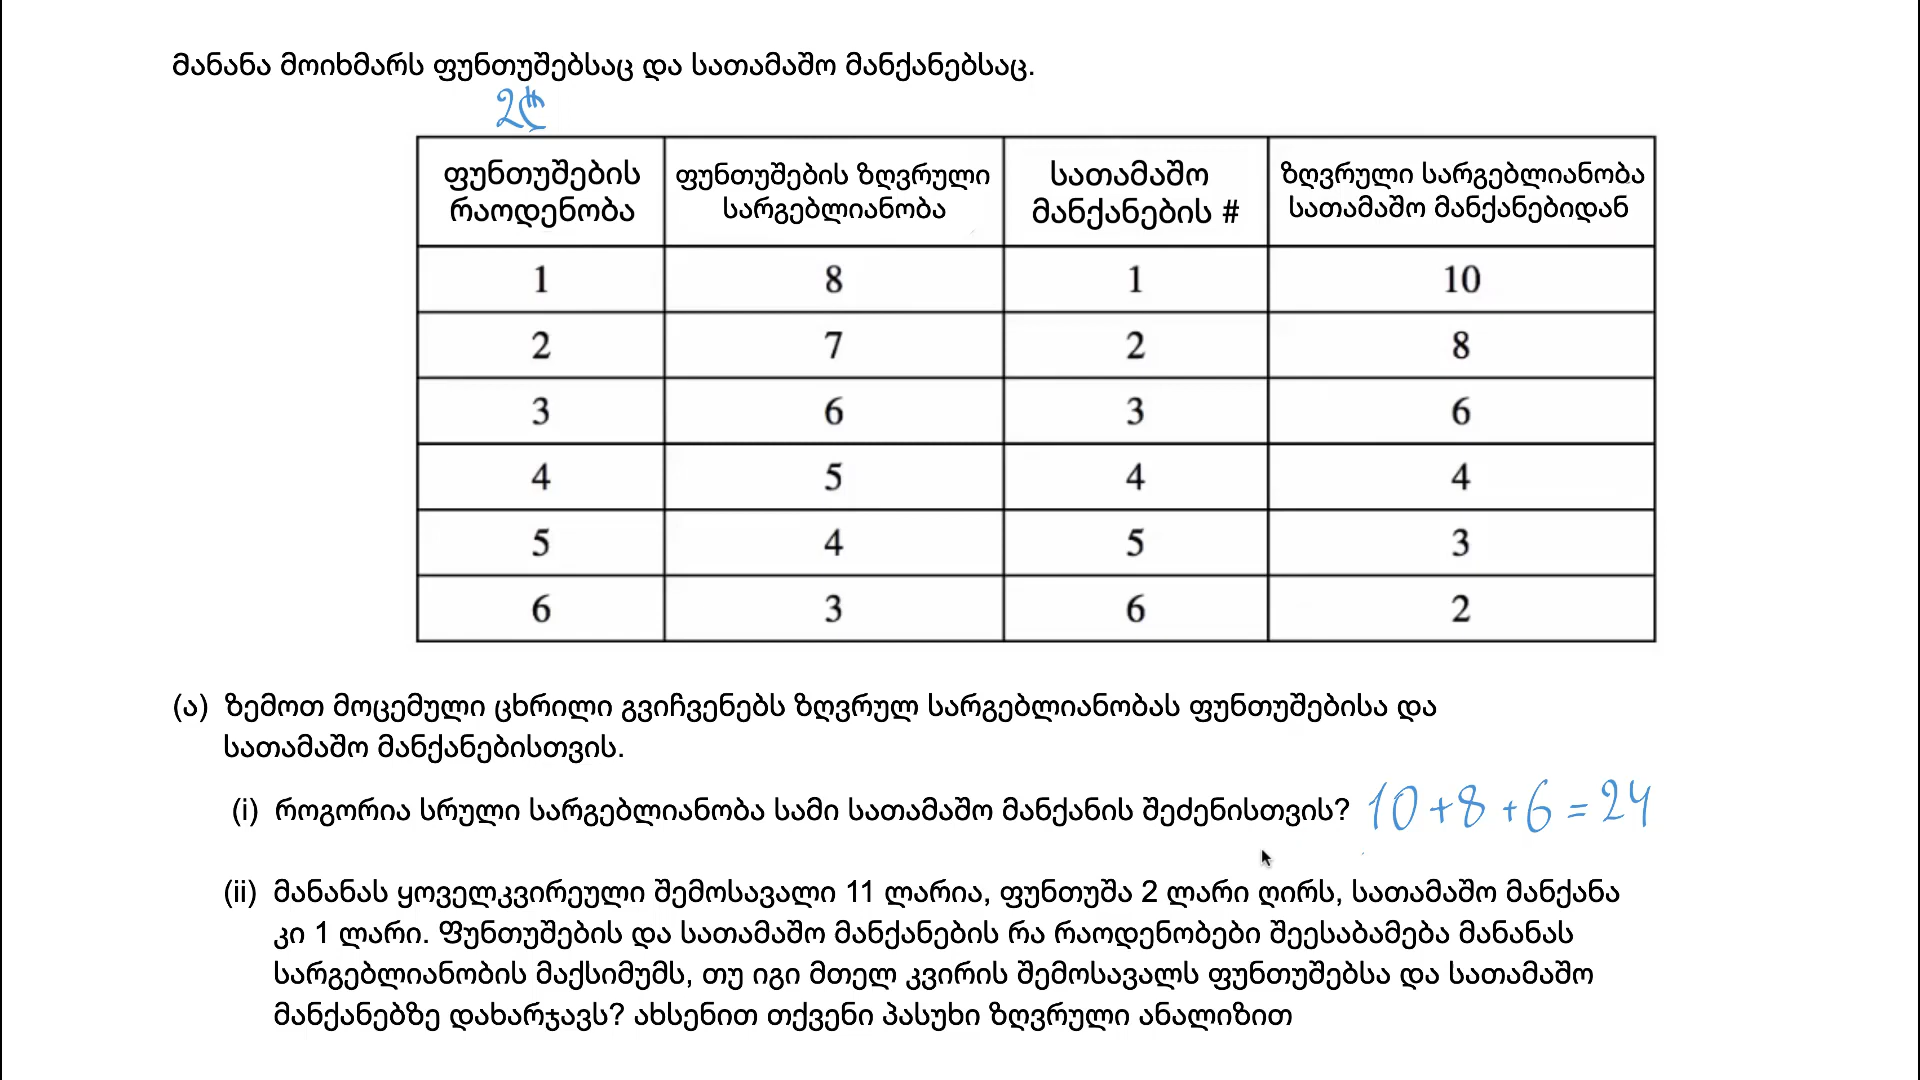 მანანა მოიხმარს ფუნთუშებსაც და სათამაშო მანქანებსაც.
2₾
ფუნთუშების რაოდენობა | ფუნთუშების ზღვრული სარგებლიანობა | სათამაშო მანქანების # | ზღვრული სარგებლიანობა სათამაშო მანქანებიდან
1 8 1 10
2 7 2 8
3 6 3 6
4 5 4 4
5 4 5 3
6 3 6 2
(ა) ზემოთ მოცემული ცხრილი გვიჩვენებს ზღვრულ სარგებლიანობას ფუნთუშებისა და
სათამაშო მანქანებისთვის.
(i) როგორია სრული სარგებლიანობა სამი სათამაშო მანქანის შეძენისთვის? 10+8+6=24
(ii) მანანას ყოველკვირეული შემოსავალი 11 ლარია, ფუნთუშა 2 ლარი ღირს, სათამაშო მანქანა
კი 1 ლარი. ფუნთუშების და სათამაშო მანქანების რა რაოდენობები შეესაბამება მანანას
სარგებლიანობის მაქსიმუმს, თუ იგი მთელ კვირის შემოსავალს ფუნთუშებსა და სათამაშო
მანქანებზე დახარჯავს? ახსენით თქვენი პასუხი ზღვრული ანალიზით